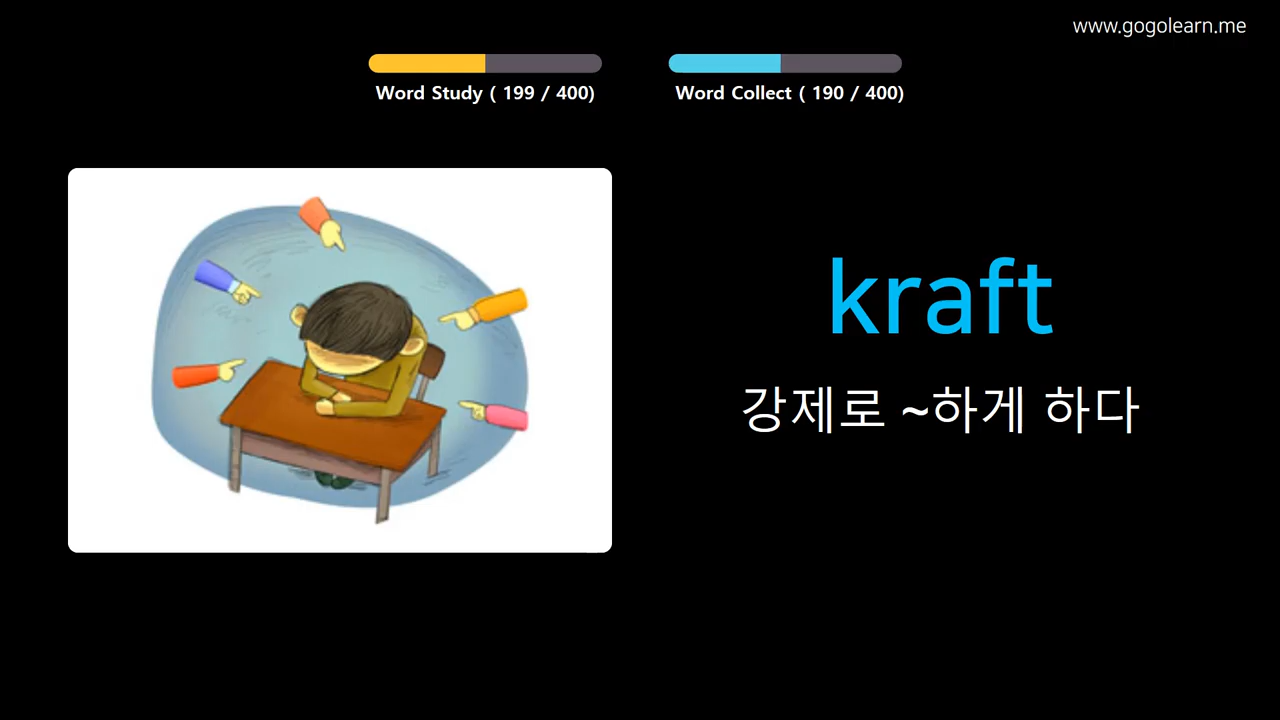 www.gogolearn.me
Word Study ( 199 / 400)
Word Collect ( 190 / 400)
kraft
강제로 ~하게 하다